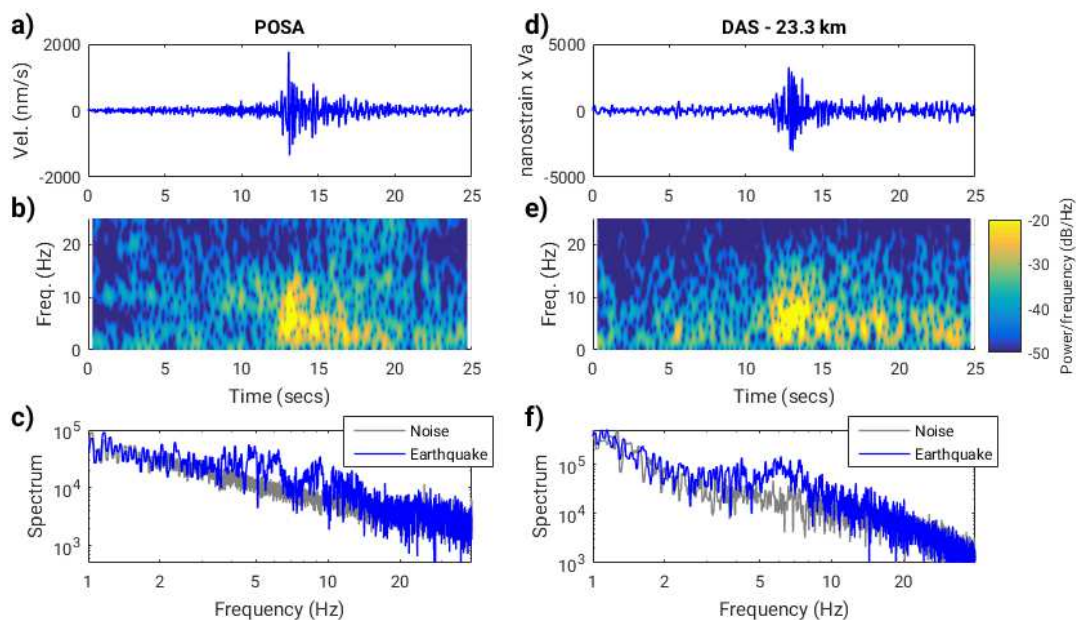 a)
POSA
2000
0
-2000
Vel. (nm/s)
0 5 10 15 20 25
b)
20
10
0
Freq. (Hz)
0 5 10 15 20 25
Time (secs)
c)
10^5
10^4
10^3
Spectrum
Noise
Earthquake
1 2 5 10 20
Frequency (Hz)
d)
DAS - 23.3 km
5000
0
-5000
nanostrain x Va
0 5 10 15 20 25
e)
20
10
0
Freq. (Hz)
0 5 10 15 20 25
Time (secs)
-20
-30
-40
-50
Power/frequency (dB/Hz)
f)
10^5
10^4
10^3
Spectrum
Noise
Earthquake
1 2 5 10 20
Frequency (Hz)